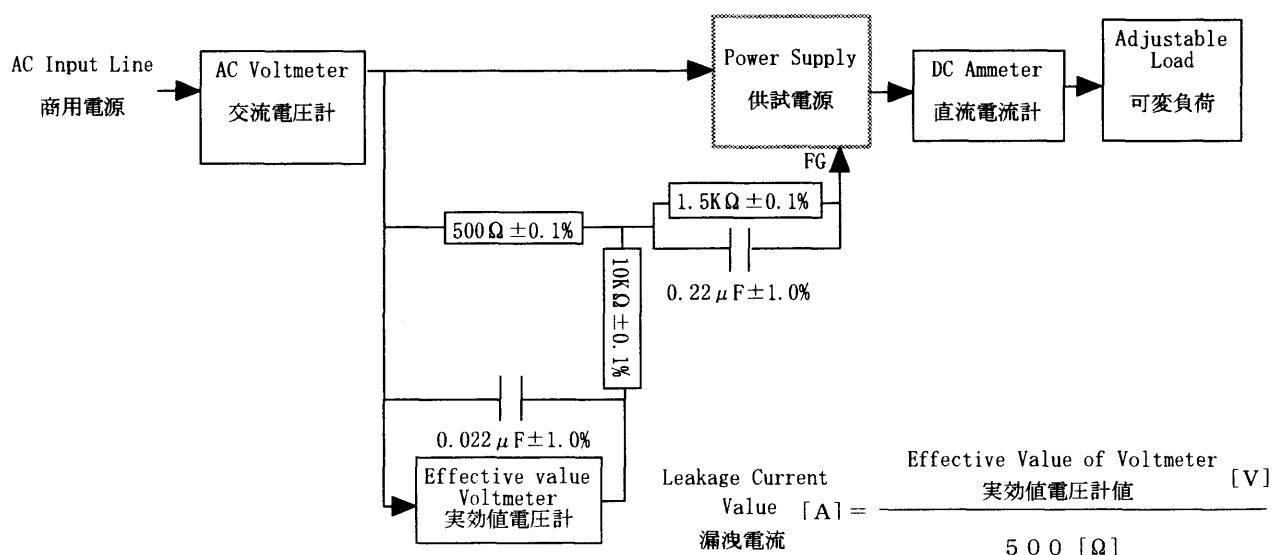 AC Input Line
商用電源
AC Voltmeter
交流電圧計
Power Supply
供試電源
FG
DC Ammeter
直流電流計
Adjustable
Load
可変負荷
500Ω±0.1%
1.5KΩ±0.1%
0.22μF±1.0%
10KΩ±0.1%
0.022μF±1.0%
Effective value
Voltmeter
実効値電圧計
Leakage Current
Value [A]=
漏洩電流
Effective Value of Voltmeter [V]
実効値電圧計値
500[Ω]